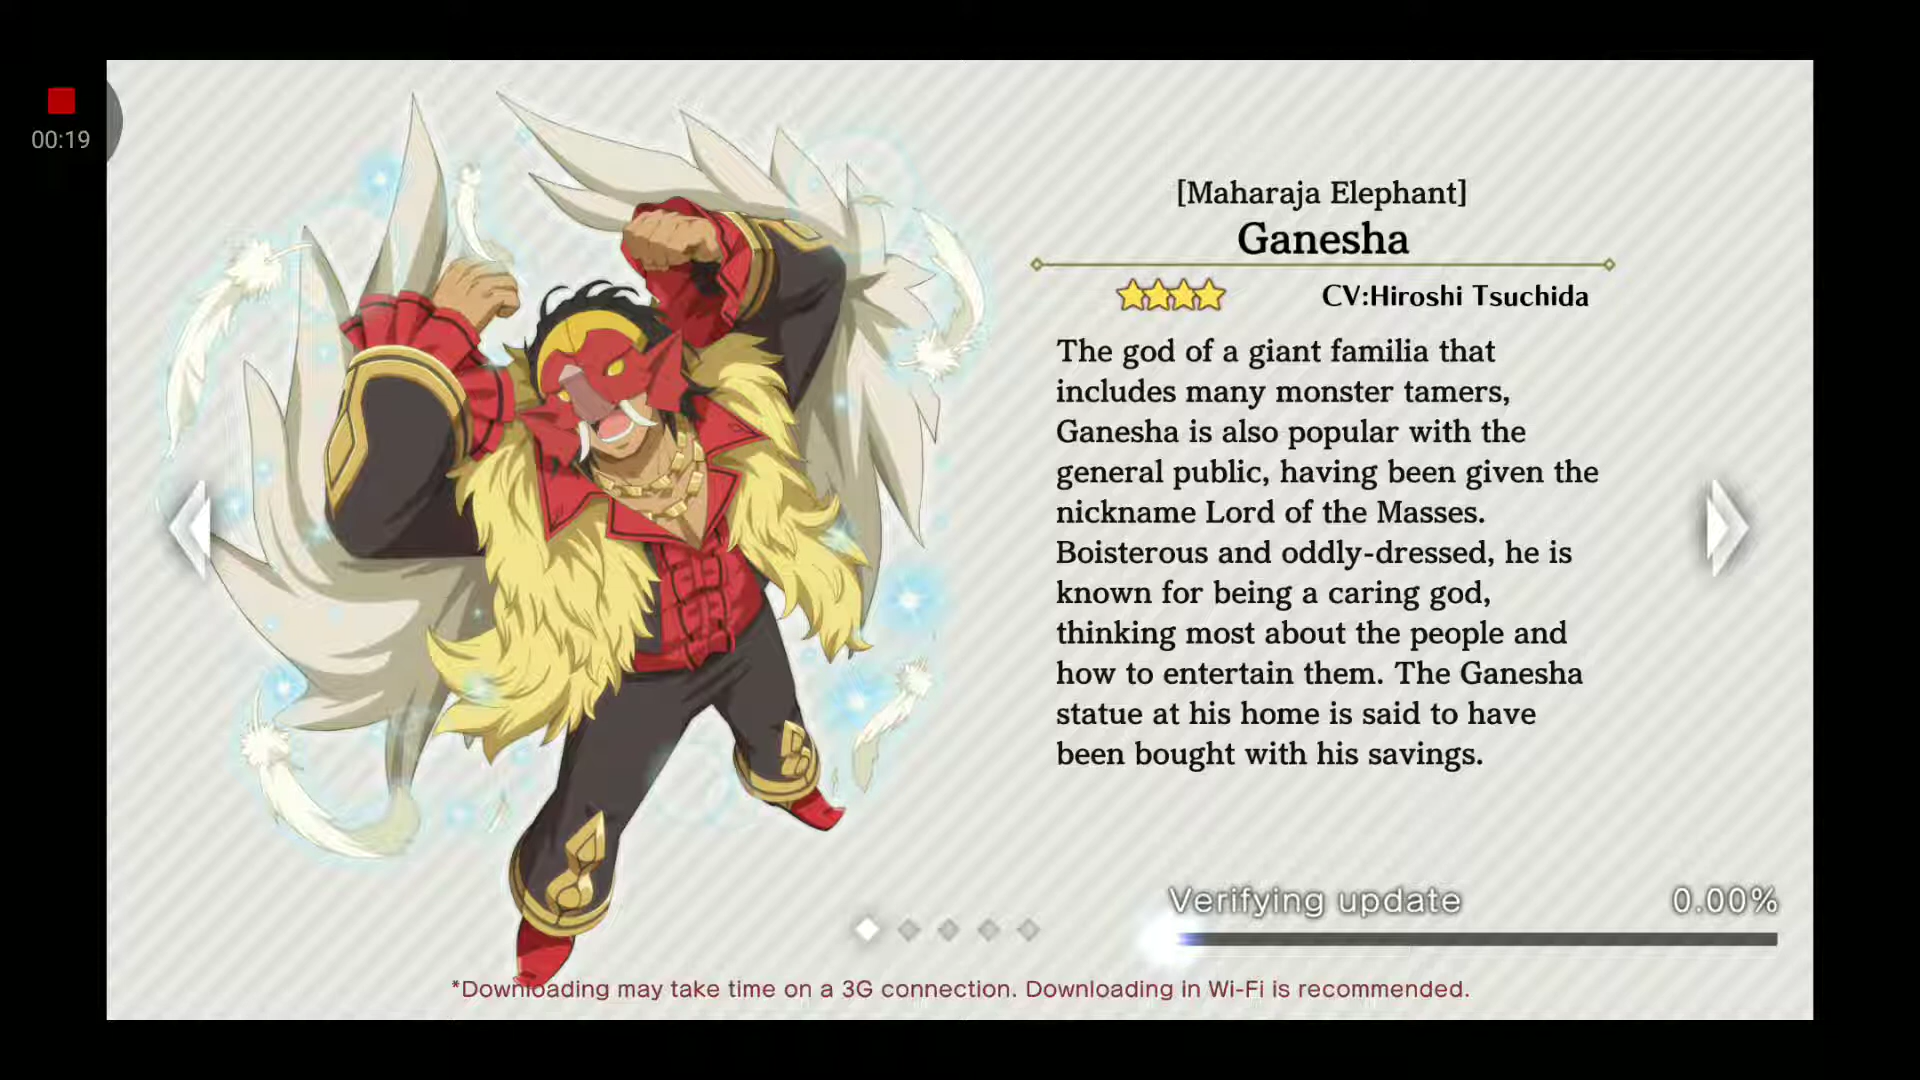 00:19
[Maharaja Elephant]
Ganesha
CV:Hiroshi Tsuchida
The god of a giant familia that
includes many monster tamers,
Ganesha is also popular with the
general public, having been given the
nickname Lord of the Masses.
Boisterous and oddly-dressed, he is
known for being a caring god,
thinking most about the people and
how to entertain them. The Ganesha
statue at his home is said to have
been bought with his savings.
Verifying update 0.00%
*Downloading may take time on a 3G connection. Downloading in Wi-Fi is recommended.